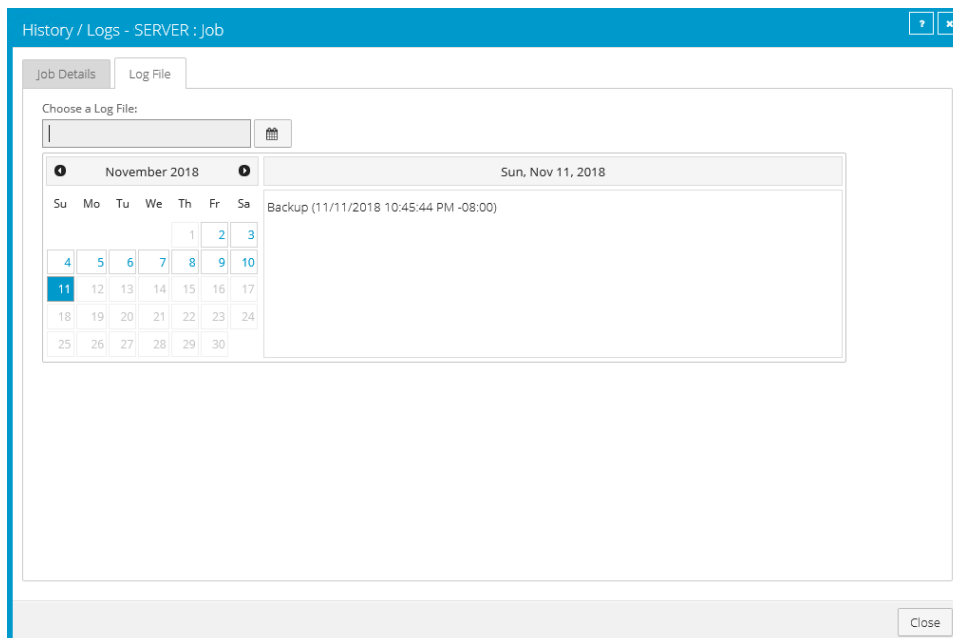 History / Logs - SERVER : Job
?
×
Job Details
Log File
Choose a Log File:
November 2018
Sun, Nov 11, 2018
Su Mo Tu We Th Fr Sa
Backup (11/11/2018 10:45:44 PM -08:00)
1 2 3
4 5 6 7 8 9 10
11 12 13 14 15 16 17
18 19 20 21 22 23 24
25 26 27 28 29 30
Close